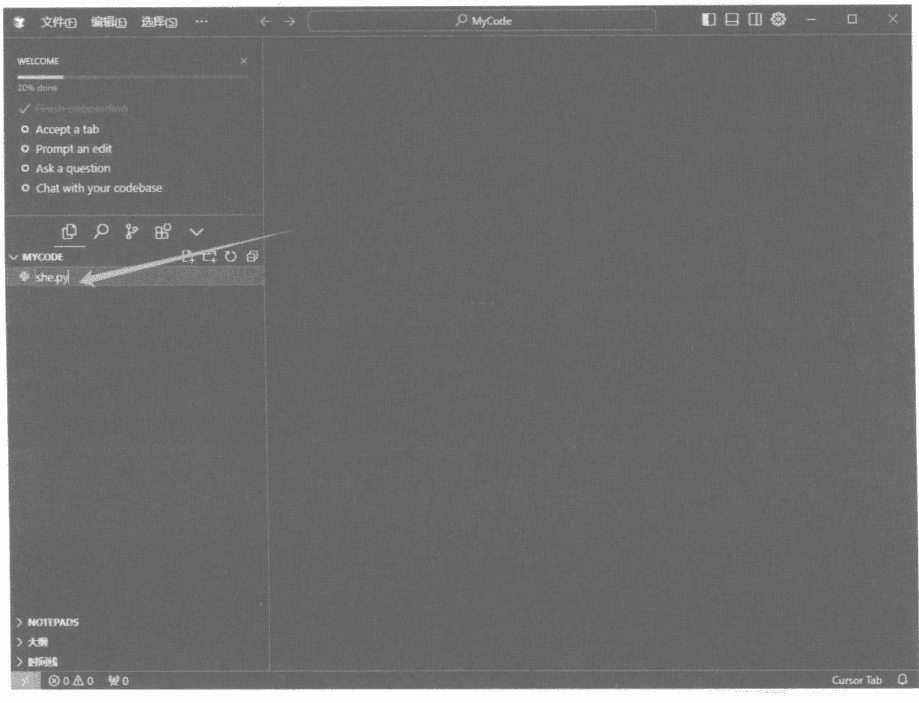 文件(F) 编辑(E) 选择(S) ··· MyCode
WELCOME
20% done
Finish onboarding
Accept a tab
Prompt an edit
Ask a question
Chat with your codebase
MYCODE
she.py
NOTEPADS
大纲
时间线
0 0 0 Cursor Tab